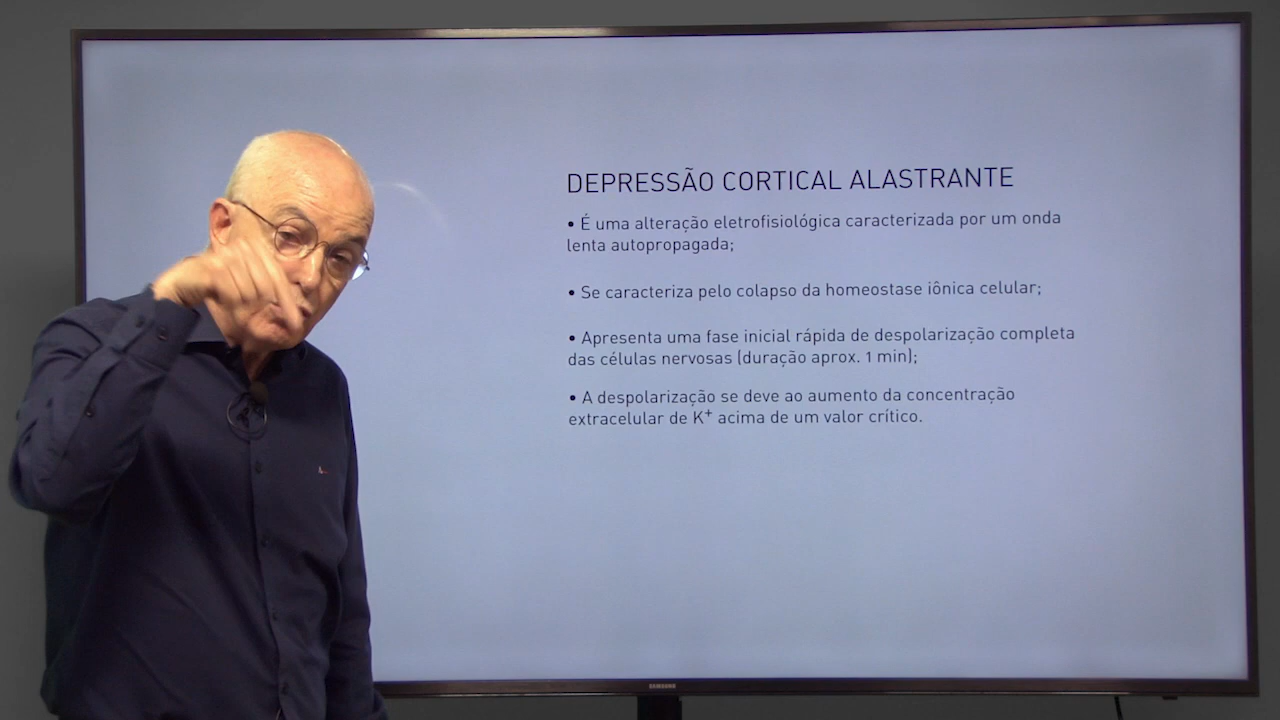 DEPRESSÃO CORTICAL ALASTRANTE
• É uma alteração eletrofisiológica caracterizada por um onda
lenta autopropagada;
• Se caracteriza pelo colapso da homeostase iônica celular;
• Apresenta uma fase inicial rápida de despolarização completa
das células nervosas (duração aprox. 1 min);
• A despolarização se deve ao aumento da concentração
extracelular de K⁺ acima de um valor crítico.
SAMSUNG